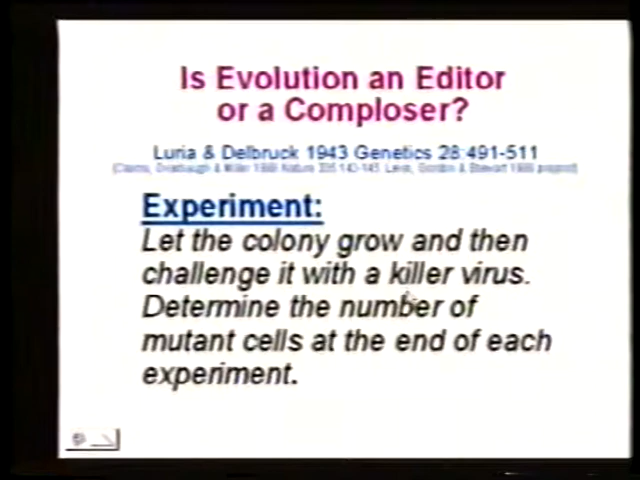 Is Evolution an Editor
or a Comploser?
Luria & Delbruck 1943 Genetics 28:491-511
Experiment:
Let the colony grow and then
challenge it with a killer virus.
Determine the number of
mutant cells at the end of each
experiment.